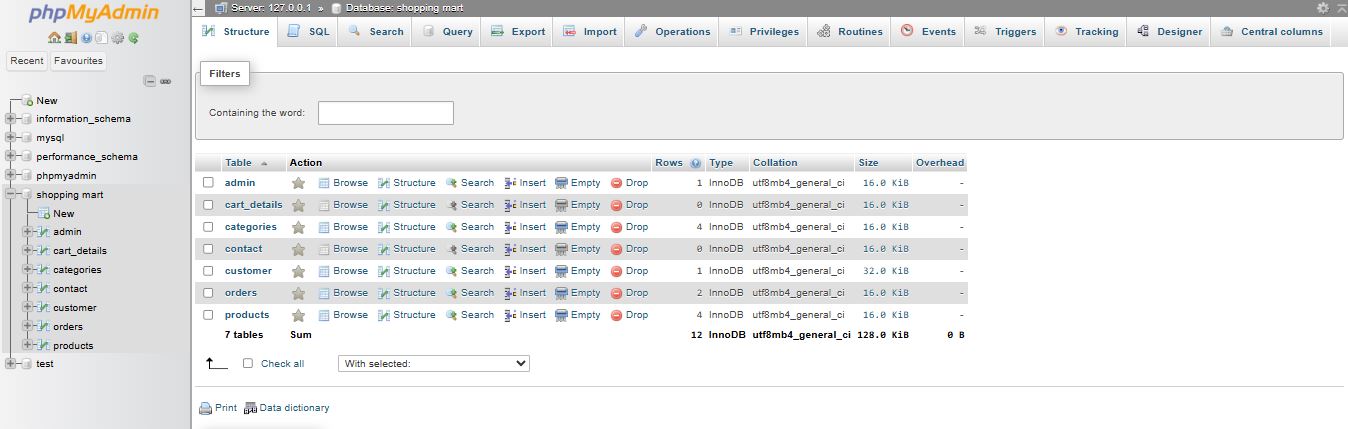 phpMyAdmin
Recent Favourites
New
information_schema
mysql
performance_schema
phpmyadmin
shopping mart
New
admin
cart_details
categories
contact
customer
orders
products
test
Server: 127.0.0.1 » Database: shopping mart
Structure SQL Search Query Export Import Operations Privileges Routines Events Triggers Tracking Designer Central columns
Filters
Containing the word:
Table Action Rows Type Collation Size Overhead
admin Browse Structure Search Insert Empty Drop 1 InnoDB utf8mb4_general_ci 16.0 KiB -
cart_details Browse Structure Search Insert Empty Drop 0 InnoDB utf8mb4_general_ci 16.0 KiB -
categories Browse Structure Search Insert Empty Drop 4 InnoDB utf8mb4_general_ci 16.0 KiB -
contact Browse Structure Search Insert Empty Drop 0 InnoDB utf8mb4_general_ci 16.0 KiB -
customer Browse Structure Search Insert Empty Drop 1 InnoDB utf8mb4_general_ci 32.0 KiB -
orders Browse Structure Search Insert Empty Drop 2 InnoDB utf8mb4_general_ci 16.0 KiB -
products Browse Structure Search Insert Empty Drop 4 InnoDB utf8mb4_general_ci 16.0 KiB -
7 tables Sum 12 InnoDB utf8mb4_general_ci 128.0 KiB 0 B
Check all With selected:
Print Data dictionary